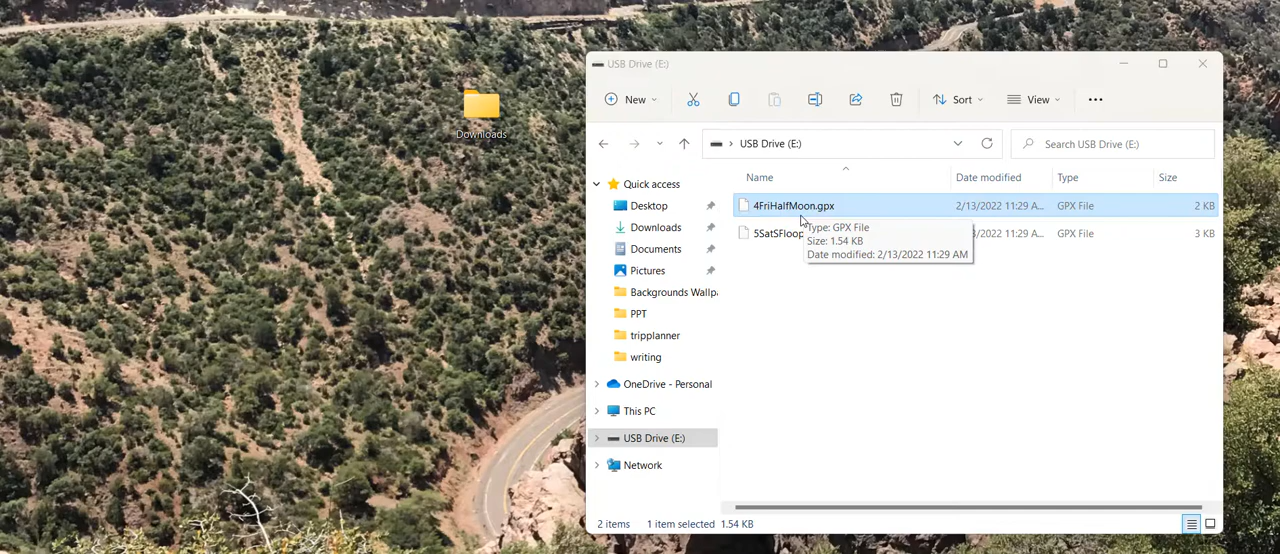 Downloads
USB Drive (E:)
New
Sort
View
USB Drive (E:)
Search USB Drive (E:)
Name
Date modified
Type
Size
Quick access
Desktop
Downloads
Documents
Pictures
Backgrounds Wallpa
PPT
tripplanner
writing
OneDrive - Personal
This PC
USB Drive (E:)
Network
4FriHalfMoon.gpx
2/13/2022 11:29 A...
GPX File
2 KB
5SatSFloop
11:29 A...
GPX File
3 KB
Type: GPX File
Size: 1.54 KB
Date modified: 2/13/2022 11:29 AM
2 items
1 item selected 1.54 KB